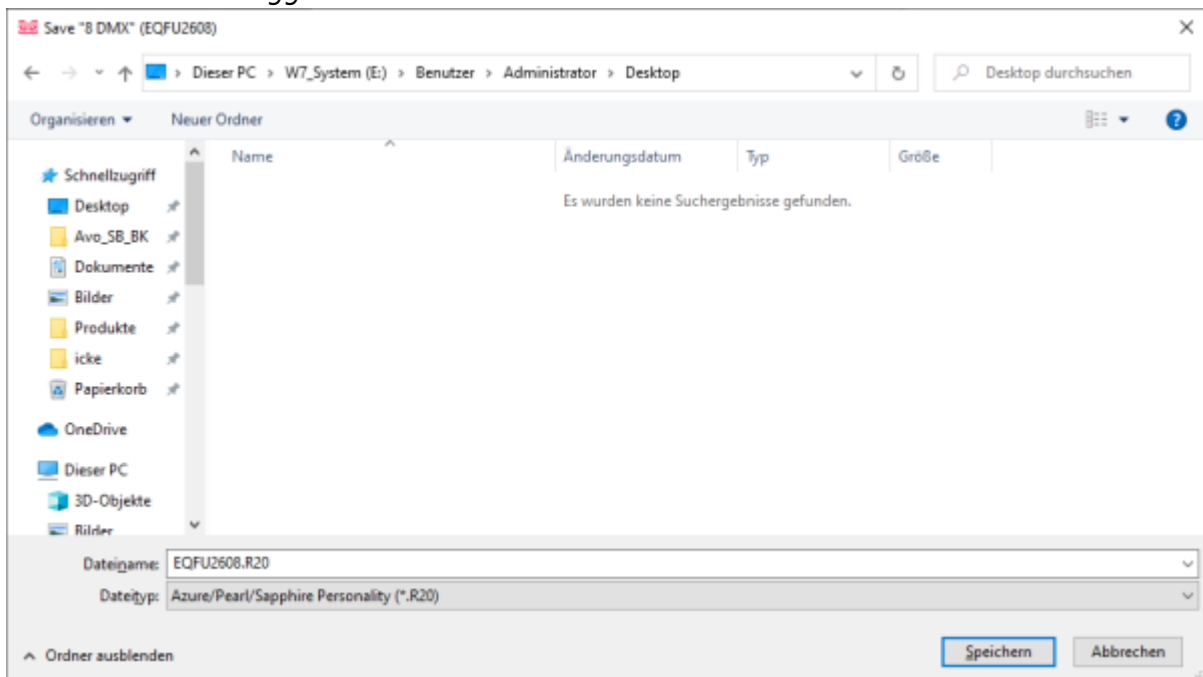 Save "8 DMX" (EQFU2608)
Dieser PC › W7_System (E:) › Benutzer › Administrator › Desktop
Desktop durchsuchen
Organisieren
Neuer Ordner
Name
Änderungsdatum
Typ
Größe
Es wurden keine Suchergebnisse gefunden.
Schnellzugriff
Desktop
Avo_SB_BK
Dokumente
Bilder
Produkte
icke
Papierkorb
OneDrive
Dieser PC
3D-Objekte
Bilder
Dateiname: EQFU2608.R20
Dateityp: Azure/Pearl/Sapphire Personality (*.R20)
Ordner ausblenden
Speichern
Abbrechen